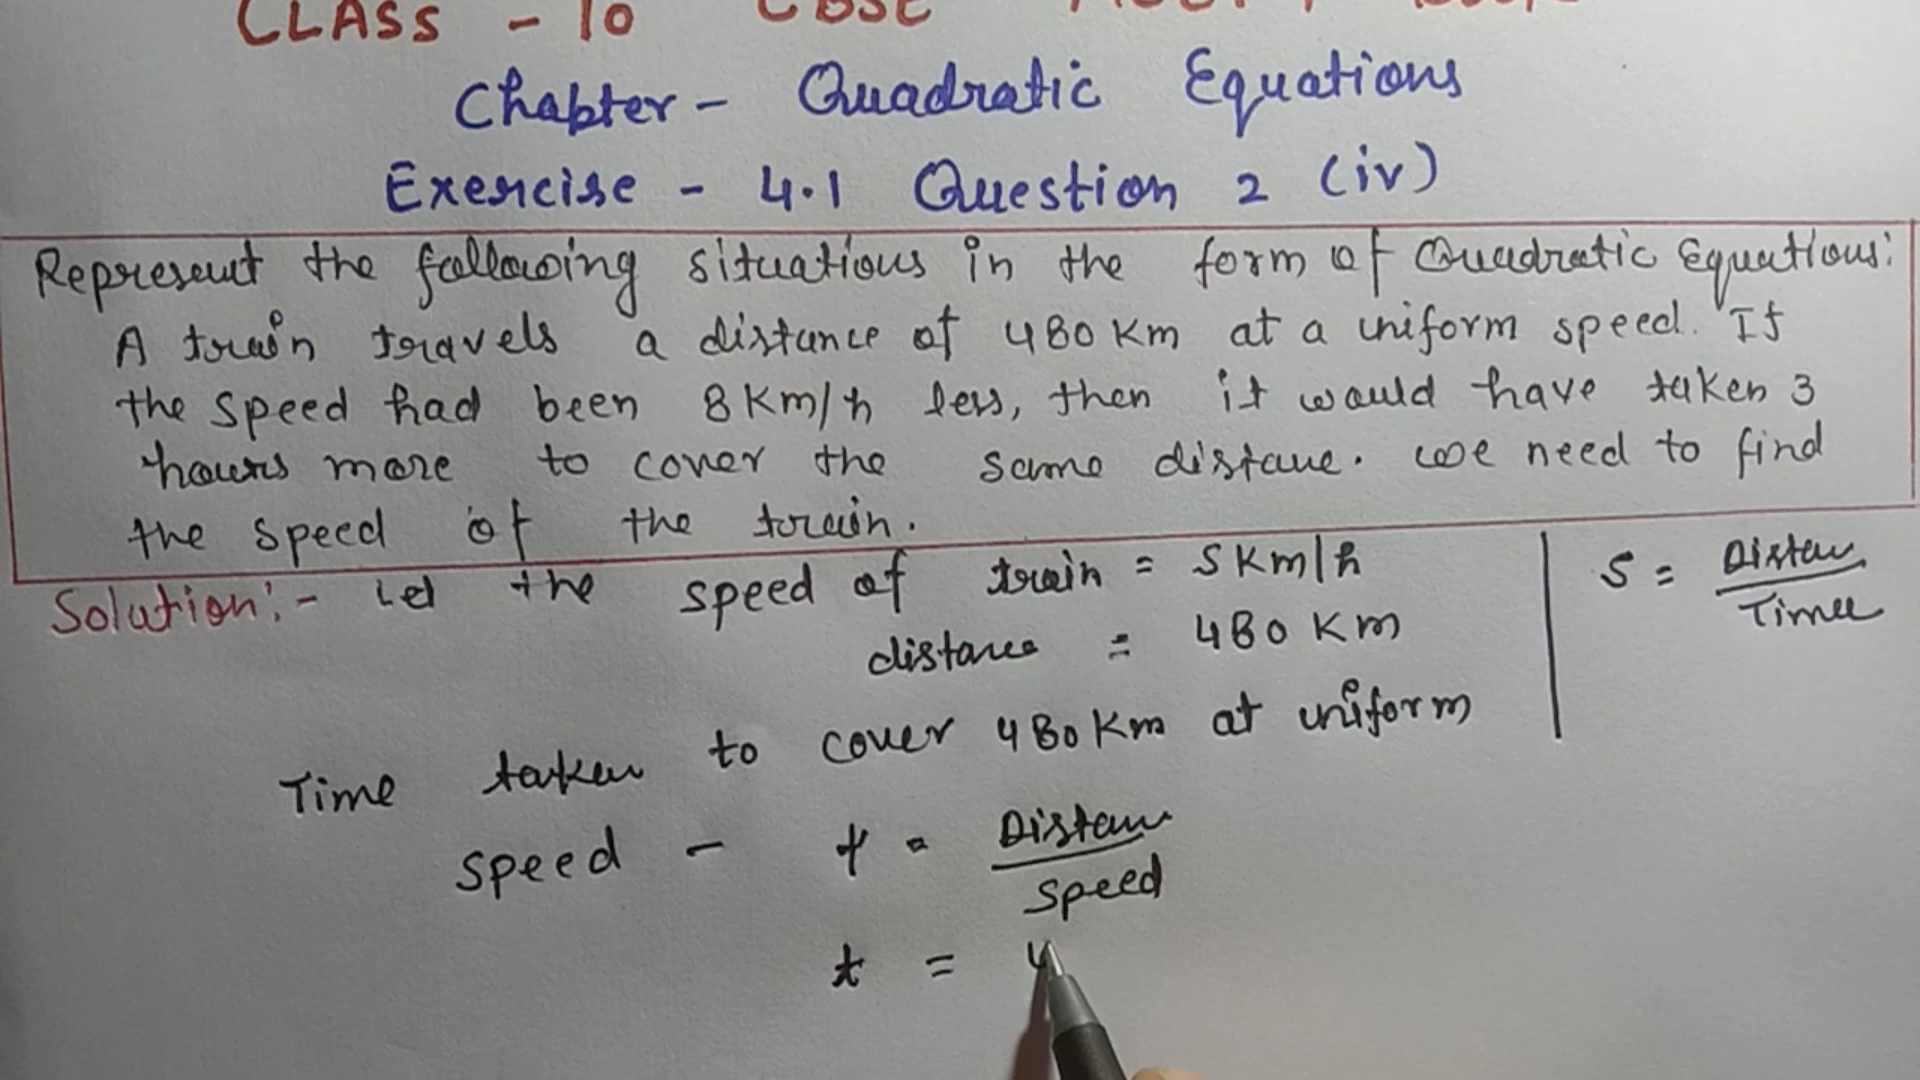 CLASS - 10 CBSE
Chapter - Quadratic Equations
Exercise - 4.1 Question 2 (iv)
Represent the following situations in the form of Quadratic Equations:
A train travels a distance of 480 Km at a uniform speed. If
the speed had been 8 Km/h less, then it would have taken 3
hours more to cover the same distance. we need to find
the speed of the train.
Solution:- Let the speed of train = S Km/h
distance = 480 Km
S = Distan/Time
Time taken to cover 480 Km at uniform
speed - t = Distan/Speed
t = 4